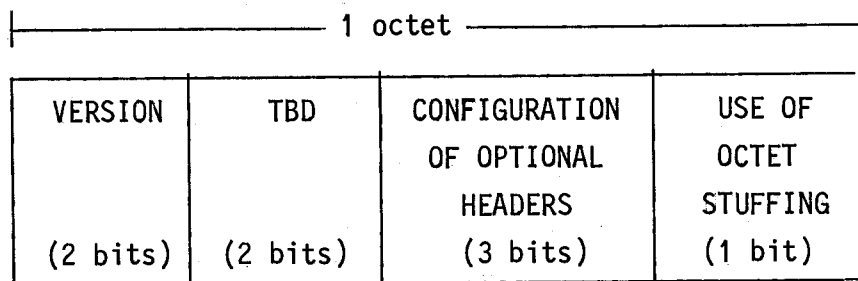 1 octet
VERSION TBD CONFIGURATION USE OF
OF OPTIONAL OCTET
HEADERS STUFFING
(2 bits) (2 bits) (3 bits) (1 bit)